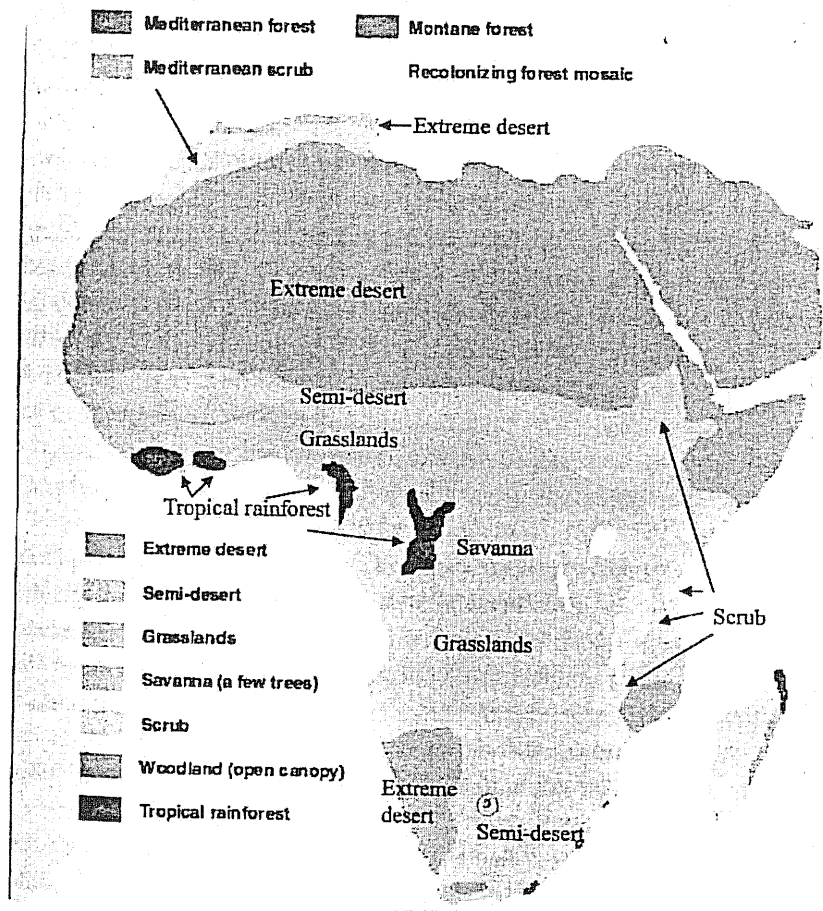 Mediterranean forest
Montane forest
Mediterranean scrub
Recolonizing forest mosaic
Extreme desert
Extreme desert
Semi-desert
Grasslands
Tropical rainforest
Savanna
Scrub
Grasslands
Extreme
desert
5
Semi-desert
Extreme desert
Semi-desert
Grasslands
Savanna (a few trees)
Scrub
Woodland (open canopy)
Tropical rainforest